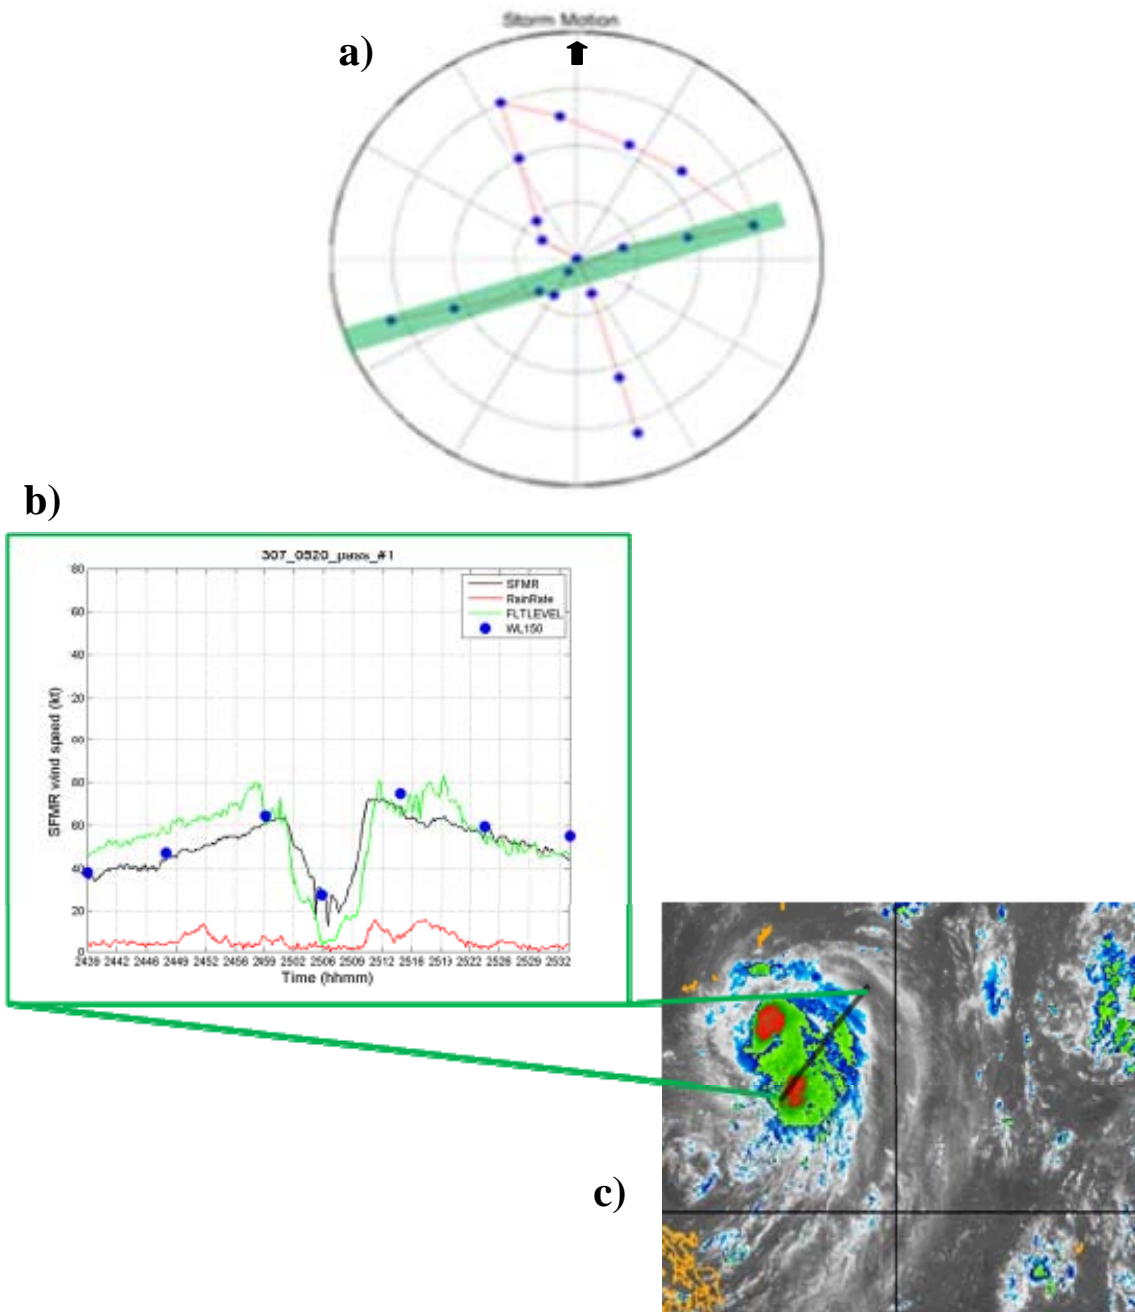 Storm Motion
a)
b)
307_0520_pass_#1
80
60
40
20
80
80
60
40
20
0
SFMR wind speed (kt)
SFMR
RainRate
FLTLEVEL
WL150
2439 2442 2446 2449 2452 2456 2459 2502 2506 2509 2512 2516 2519 2522 2526 2529 2532
Time (hhmm)
c)